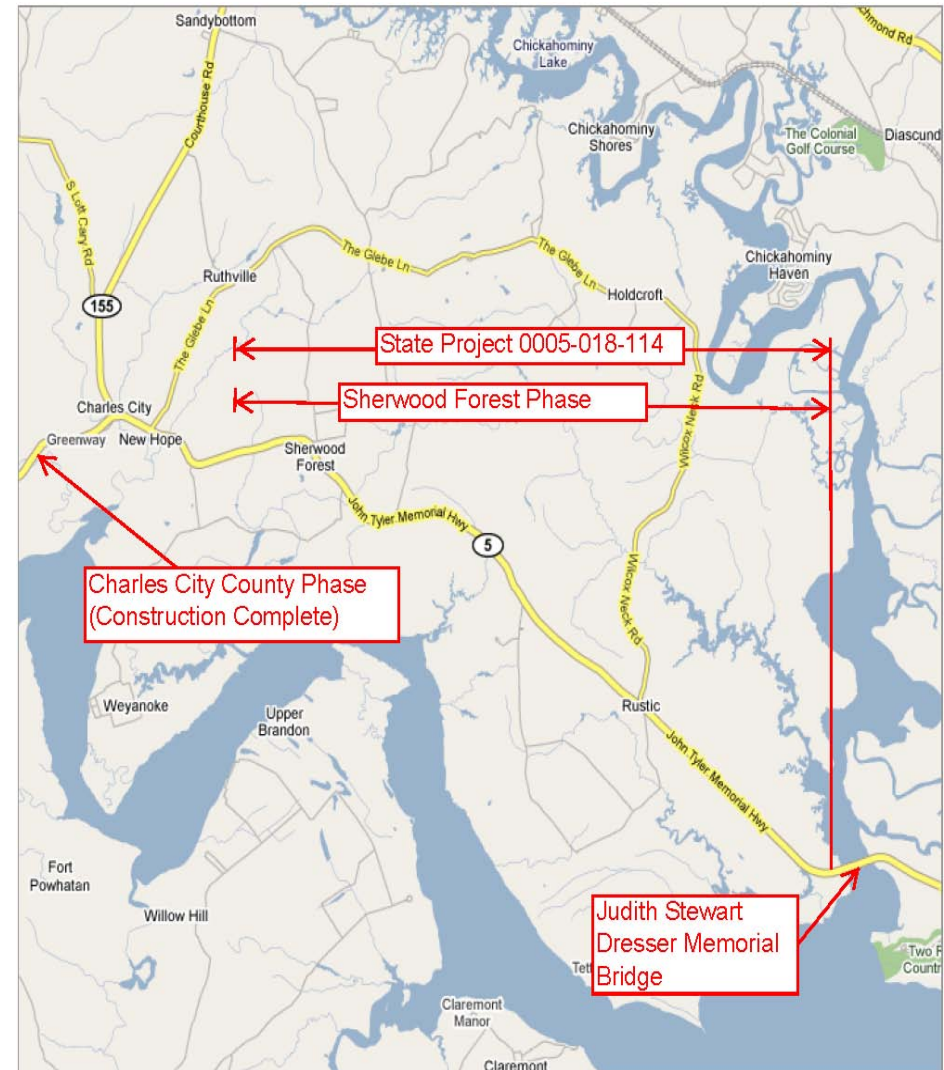 Sandybottom
Chickahominy
Lake
hmond Rd
Courthouse Rd
Chickahominy
Shores
The Colonial
Golf Course
Diascund
S Lott Cary Rd
The Glebe Ln
The Glebe Ln
Chickahominy
Haven
Ruthville
Holdcroft
155
The Glebe Ln
State Project 0005-018-114
Wilcox Neck Rd
Sherwood Forest Phase
Charles City
Greenway
New Hope
Sherwood
Forest
John Tyler Memorial Hwy
5
Wilcox Neck Rd
Charles City County Phase
(Construction Complete)
Weyanoke
Upper
Brandon
Rustic
John Tyler Memorial Hwy
Fort
Powhatan
Willow Hill
Judith Stewart
Dresser Memorial
Bridge
Two
Countr
Claremont
Manor
Claremont